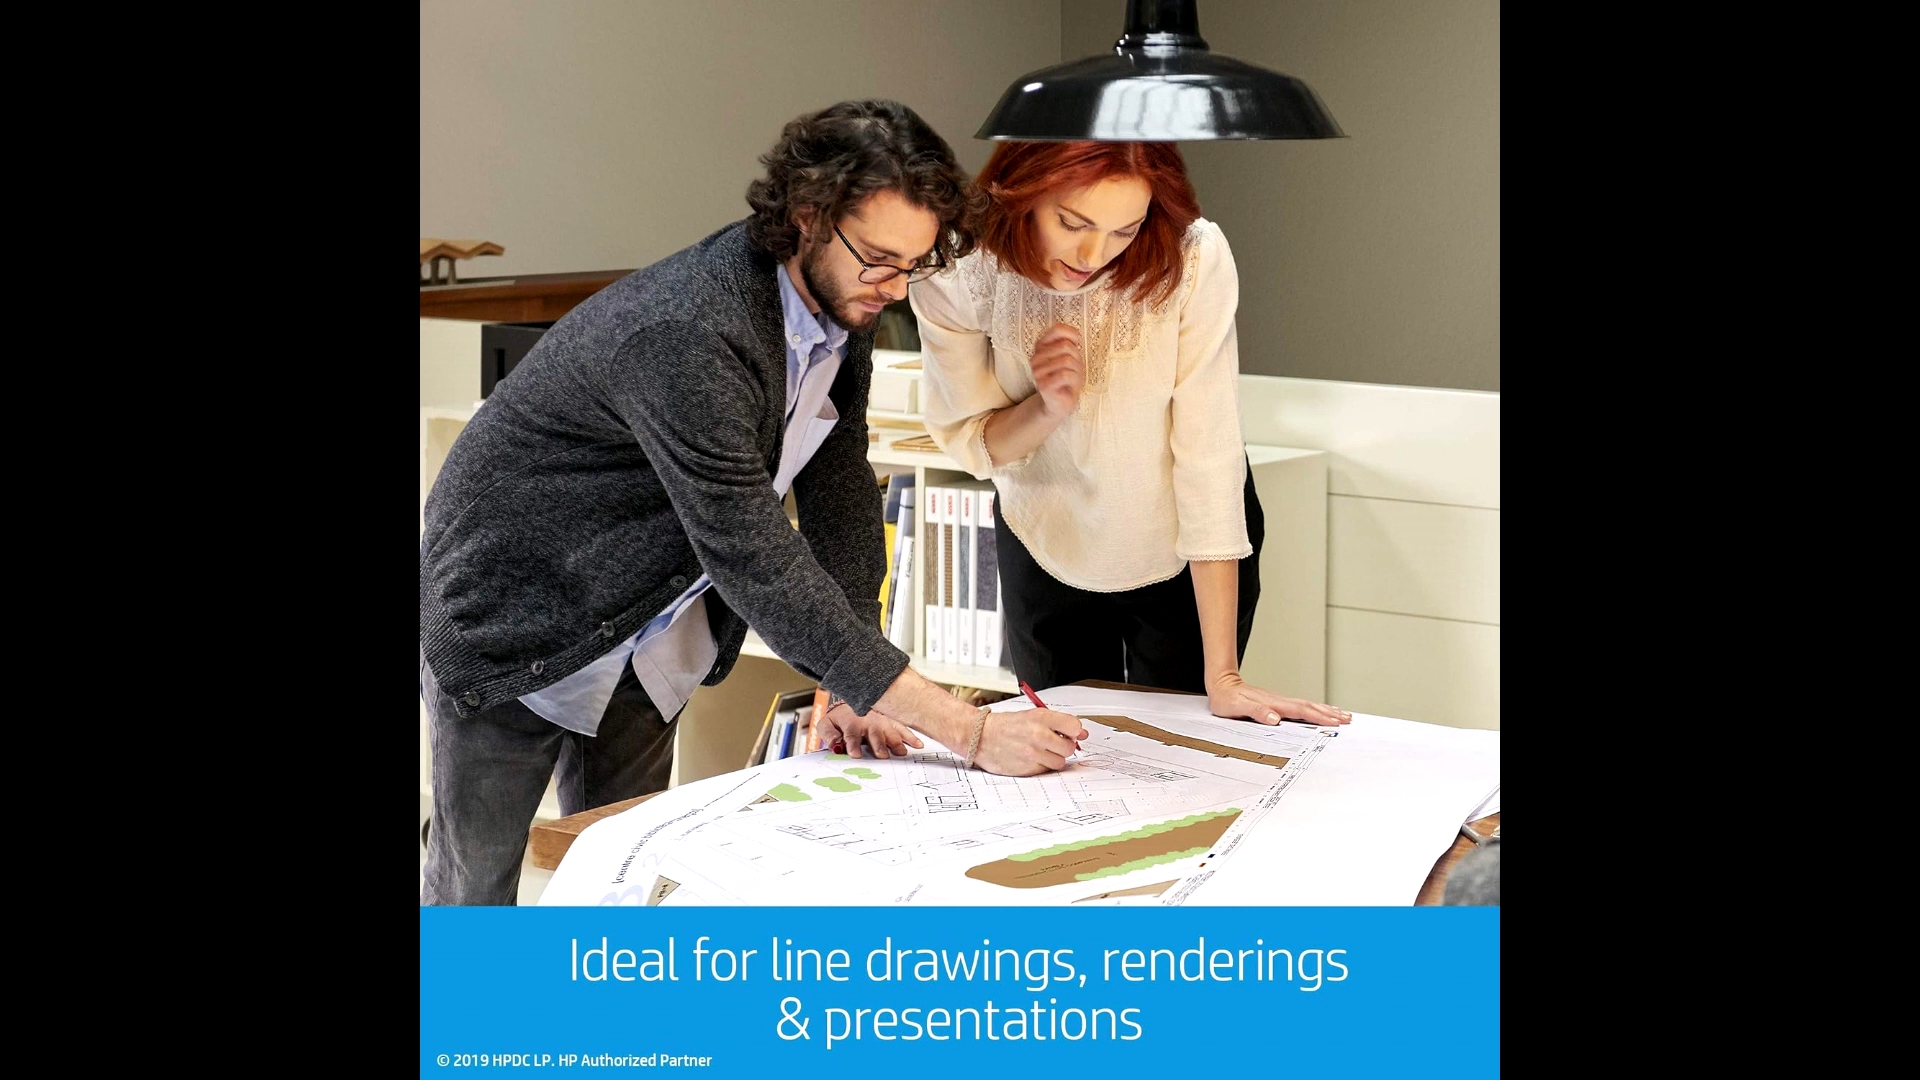 Ideal for line drawings, renderings
& presentations
© 2019 HPDC LP. HP Authorized Partner